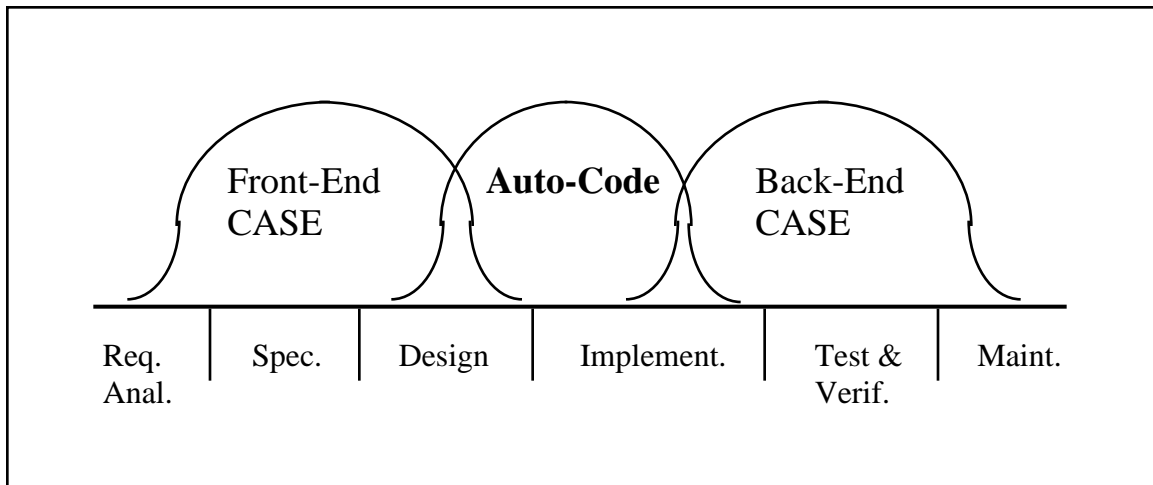 Front-End
CASE
Auto-Code
Back-End
CASE
Req.
Anal.
Spec.
Design
Implement.
Test &
Verif.
Maint.